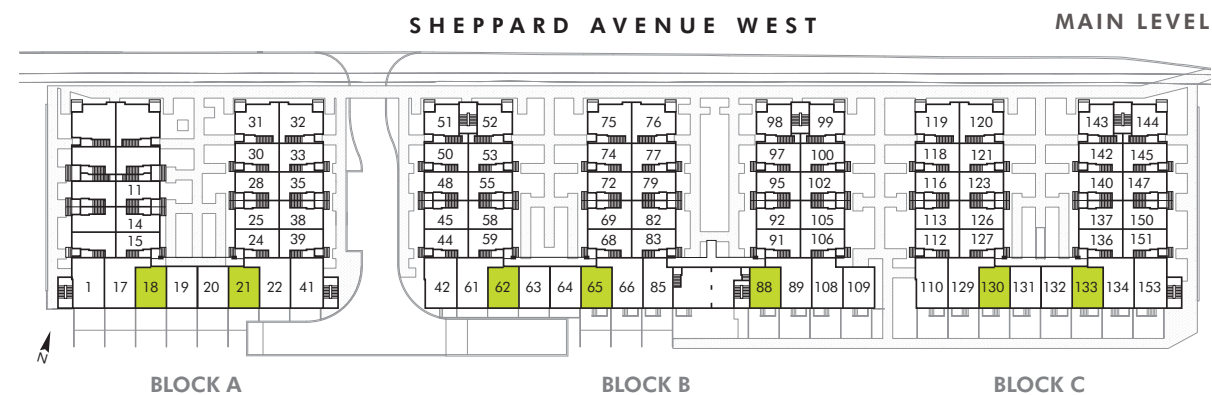 SHEPPARD AVENUE WEST
MAIN LEVEL
31 32 51 52 75 76 98 99 119 120 143 144
30 33 50 53 74 77 97 100 118 121 142 145
11 28 35 48 55 72 79 95 102 116 123 140 147
14 25 38 45 58 69 82 92 105 113 126 137 150
15 24 39 44 59 68 83 91 106 112 127 136 151
1 17 18 19 20 21 22 41 42 61 62 63 64 65 66 85 88 89 108 109 110 129 130 131 132 133 134 153
N
BLOCK A BLOCK B BLOCK C